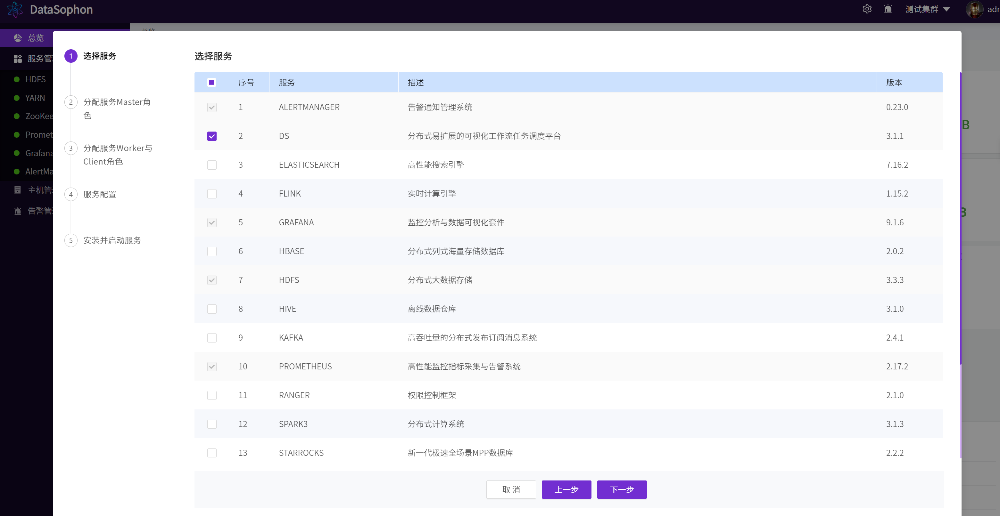 DataSophon
测试集群
总览
服务管
HDFS
YARN
ZooKee
Promet
Grafana
AlertMa
主机管
告警管
1 选择服务
2 分配服务Master角
色
3 分配服务Worker与
Client角色
4 服务配置
5 安装并启动服务
选择服务
序号 服务 描述 版本
1 ALERTMANAGER 告警通知管理系统 0.23.0
2 DS 分布式易扩展的可视化工作流任务调度平台 3.1.1
3 ELASTICSEARCH 高性能搜索引擎 7.16.2
4 FLINK 实时计算引擎 1.15.2
5 GRAFANA 监控分析与数据可视化套件 9.1.6
6 HBASE 分布式列式海量存储数据库 2.0.2
7 HDFS 分布式大数据存储 3.3.3
8 HIVE 离线数据仓库 3.1.0
9 KAFKA 高吞吐量的分布式发布订阅消息系统 2.4.1
10 PROMETHEUS 高性能监控指标采集与告警系统 2.17.2
11 RANGER 权限控制框架 2.1.0
12 SPARK3 分布式计算系统 3.1.3
13 STARROCKS 新一代极速全场景MPP数据库 2.2.2
取 消
上一步
下一步
B
B